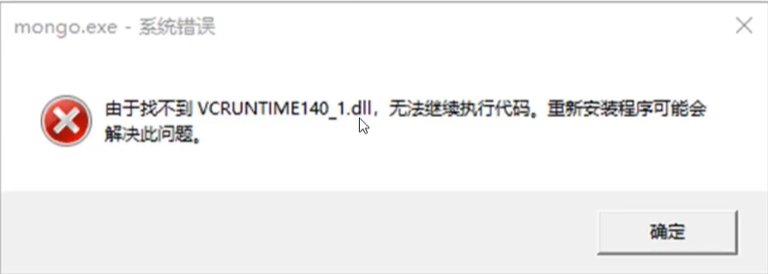 mongo.exe - 系统错误
由于找不到 VCRUNTIME140_1.dll，无法继续执行代码。重新安装程序可能会
解决此问题。
确定